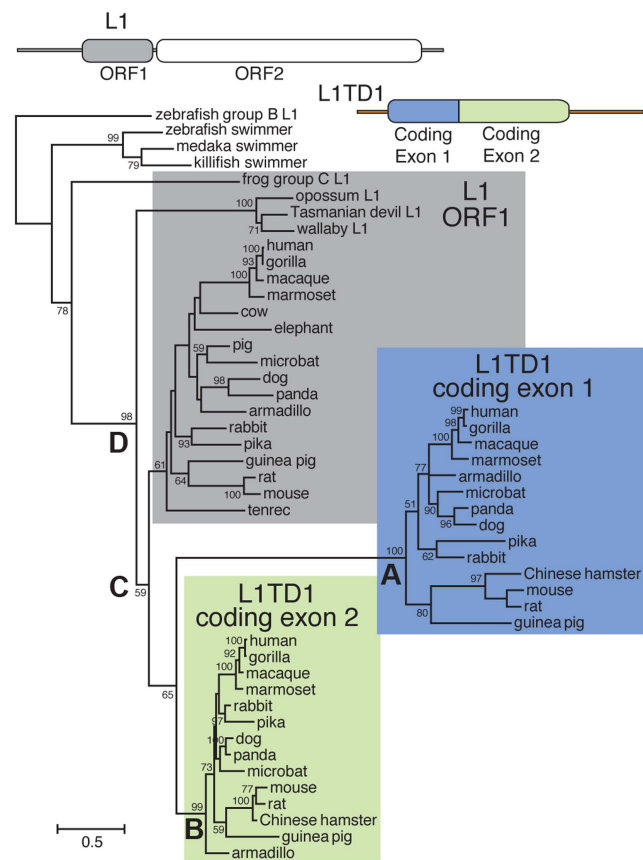 L1
ORF1
ORF2
L1TD1
Coding
Exon 1
Coding
Exon 2
zebrafish group B L1
zebrafish swimmer
99
medaka swimmer
79
killifish swimmer
frog group C L1
L1
ORF1
opossum L1
100
Tasmanian devil L1
71
wallaby L1
human
100
gorilla
93
macaque
100
marmoset
78
cow
elephant
pig
59
microbat
dog
98
panda
armadillo
98
D
rabbit
93
pika
guinea pig
61
64
rat
100
mouse
tenrec
L1TD1
coding exon 1
99
human
98
gorilla
100
macaque
marmoset
77
armadillo
microbat
90
panda
96
dog
51
pika
62
rabbit
100
A
Chinese hamster
97
mouse
rat
80
guinea pig
C
59
L1TD1
coding exon 2
100
human
92
gorilla
100
macaque
marmoset
rabbit
97
pika
100
dog
panda
73
microbat
65
77
mouse
100
rat
Chinese hamster
59
guinea pig
99
B
armadillo
0.5